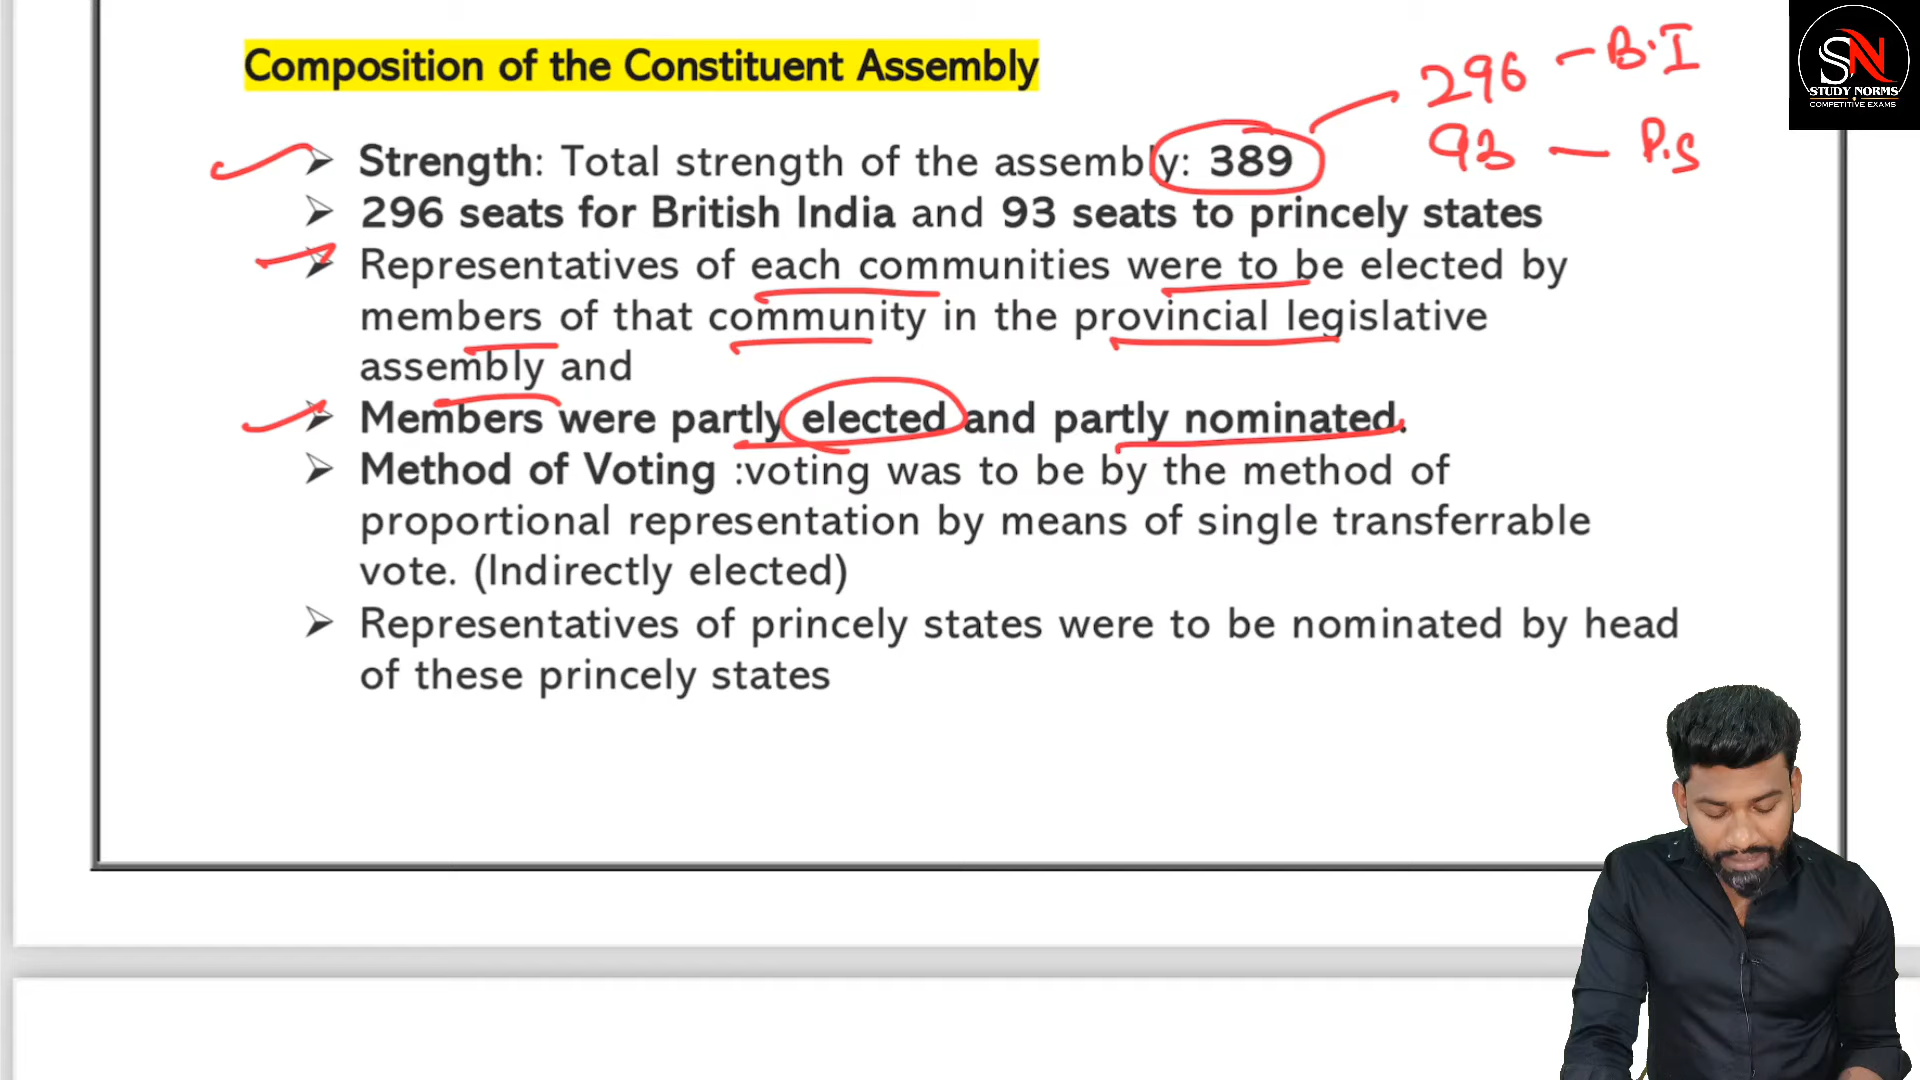 Composition of the Constituent Assembly
296 – B.I
93 – P.S
SN
STUDY NORMS
COMPETITIVE EXAMS
➢ Strength: Total strength of the assembly: 389
➢ 296 seats for British India and 93 seats to princely states
➢ Representatives of each communities were to be elected by
members of that community in the provincial legislative
assembly and
➢ Members were partly elected and partly nominated.
➢ Method of Voting :voting was to be by the method of
proportional representation by means of single transferrable
vote. (Indirectly elected)
➢ Representatives of princely states were to be nominated by head
of these princely states